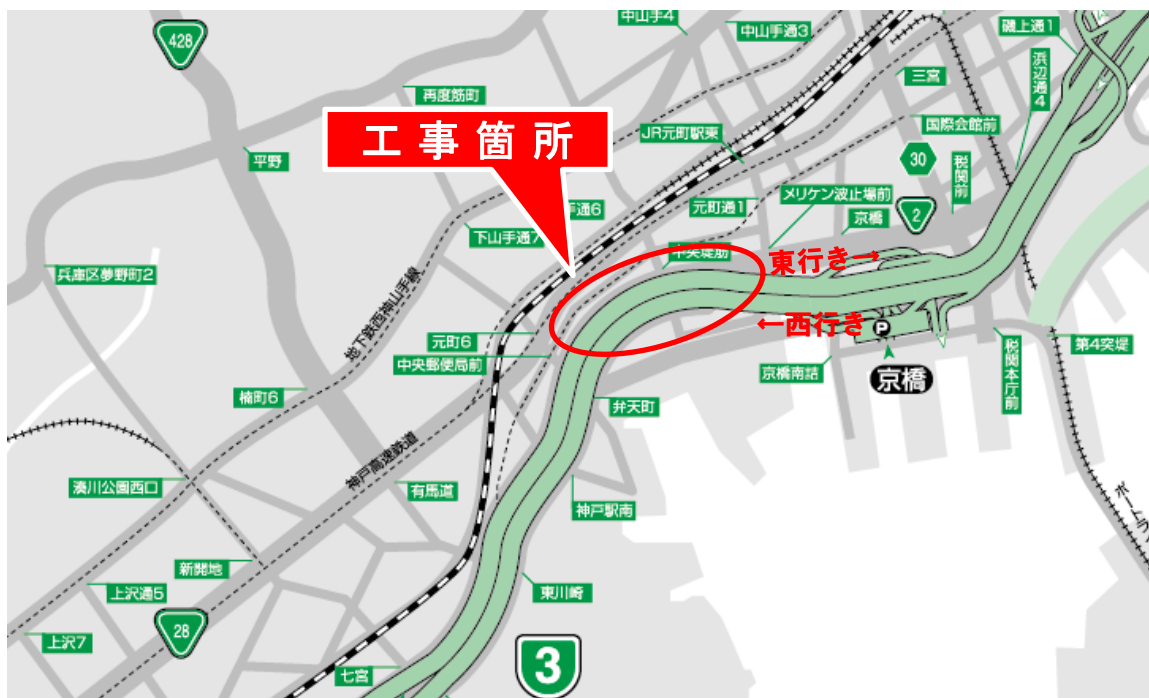 中山手4
中山手通3
磯上通1
428
浜辺通4
三宮
再度筋町
国際会館前
JR元町駅東
工事箇所
平野
30
税関前
メリケン波止場前
元町通1
2
京橋
通6
下山手通7
中央堤防
東行き→
兵庫区夢野町2
地下鉄西神山手線
←西行き
P
元町6
中央郵便局前
京橋南詰
税関本庁前
第4突堤
京橋
楠町6
弁天町
神戸高速鉄道
湊川公園西口
有馬道
神戸駅南
ポートラ
新開地
上沢通5
東川崎
28
上沢7
3
七宮